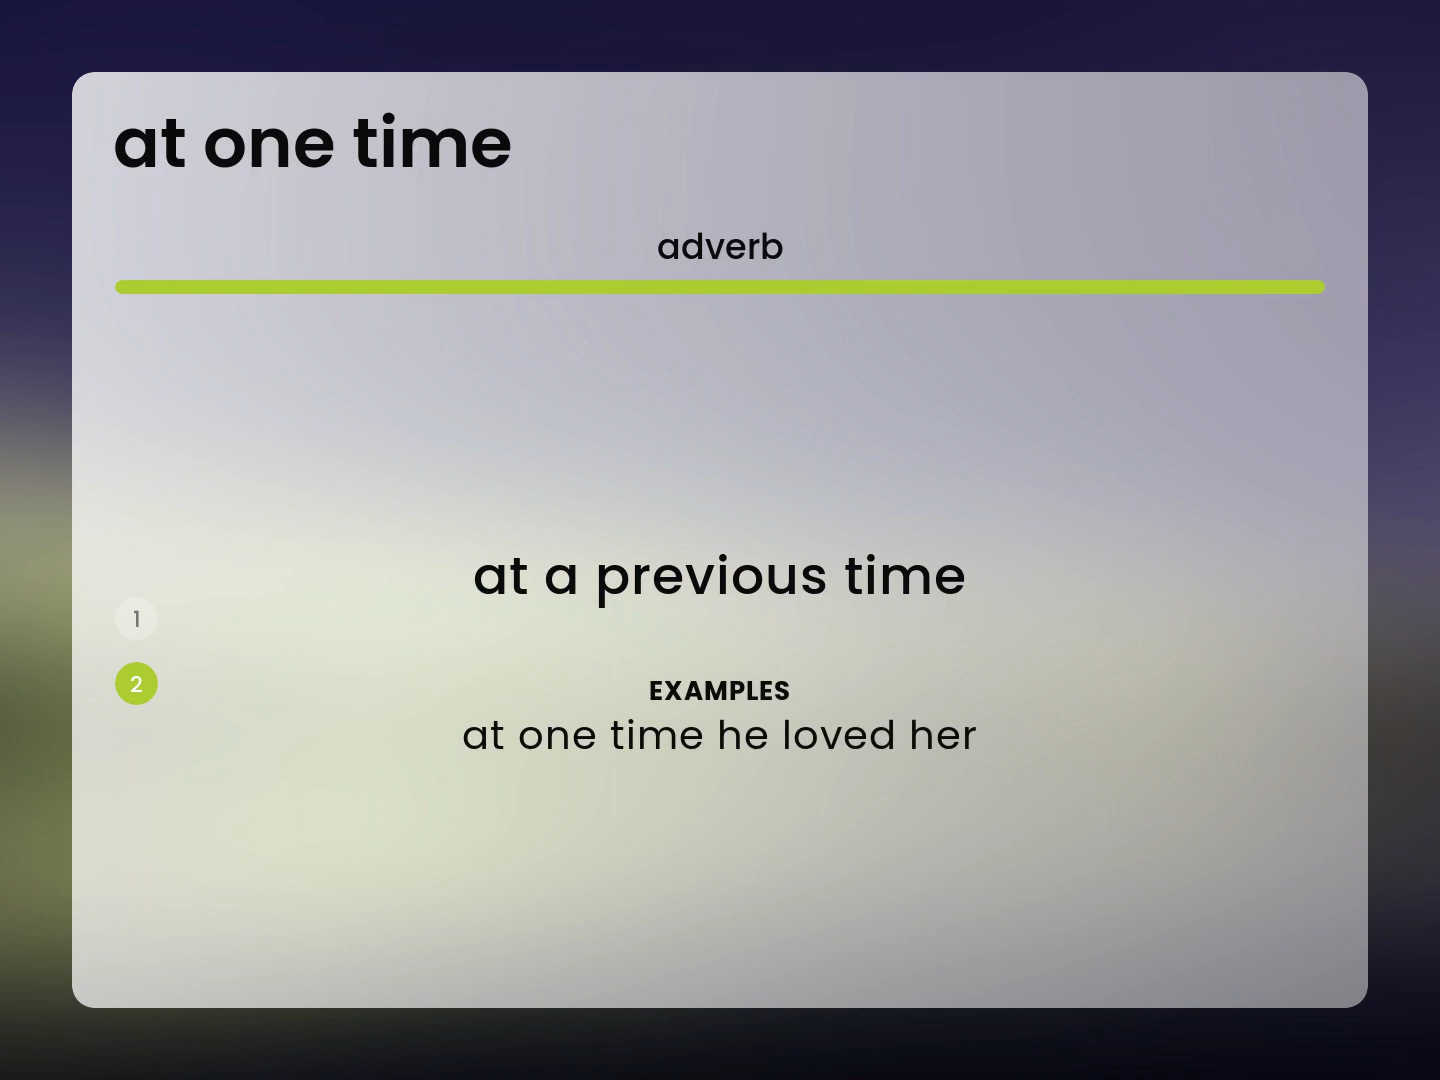 at one time
adverb
at a previous time
1
2
EXAMPLES
at one time he loved her